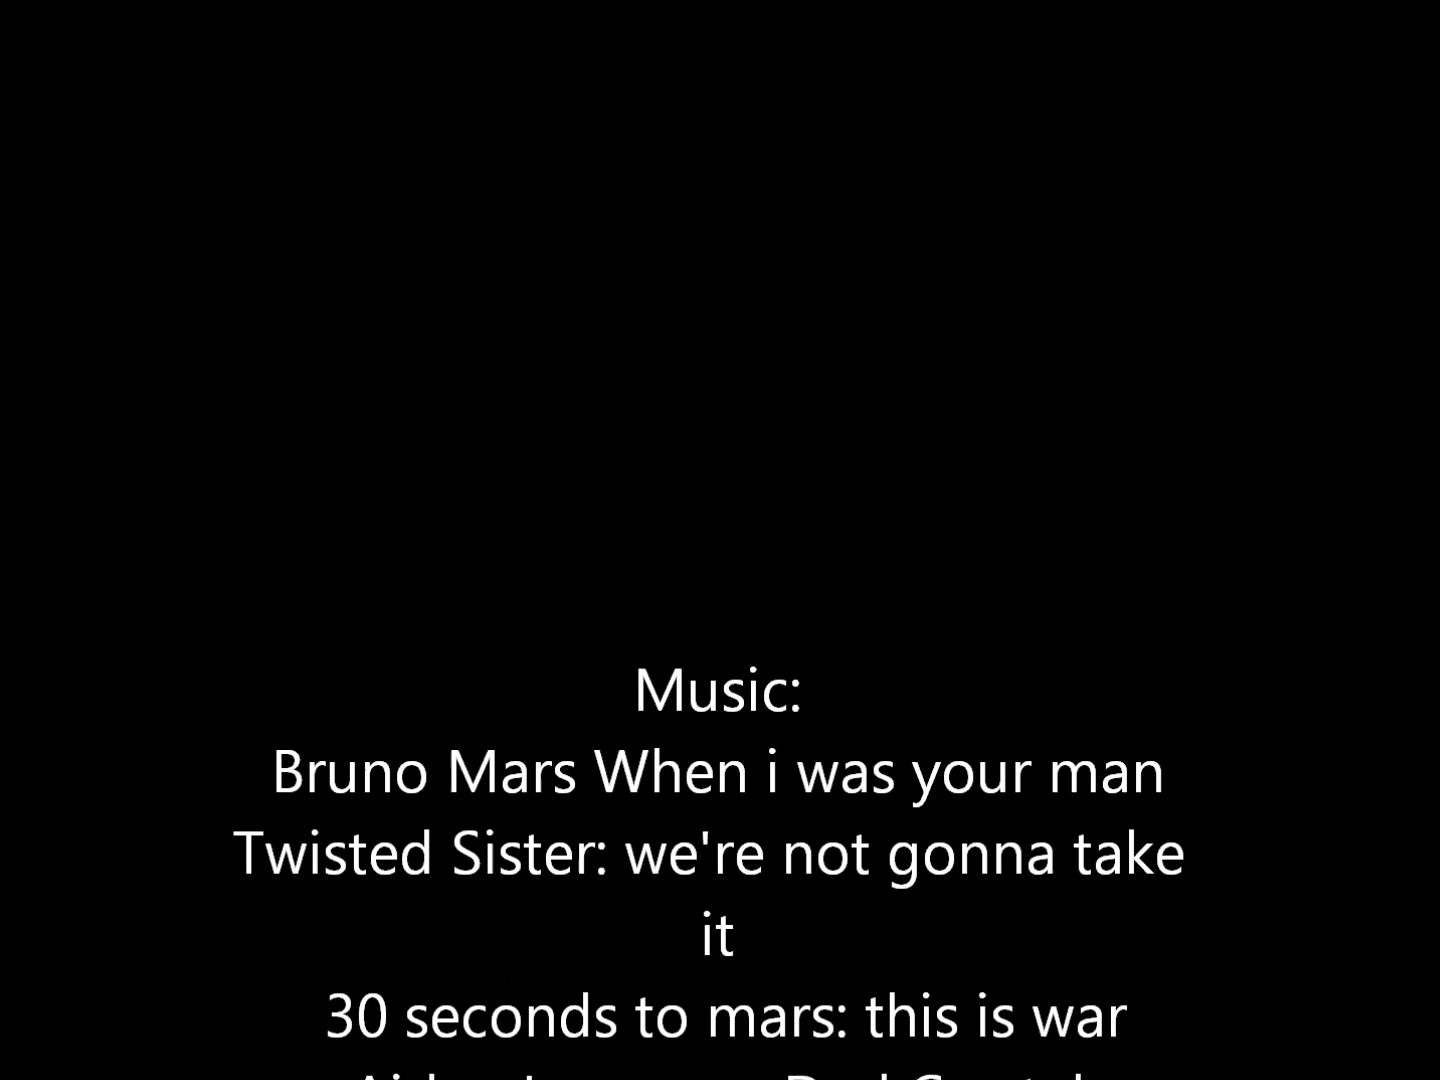 Music:
Bruno Mars When i was your man
Twisted Sister: we're not gonna take
it
30 seconds to mars: this is war